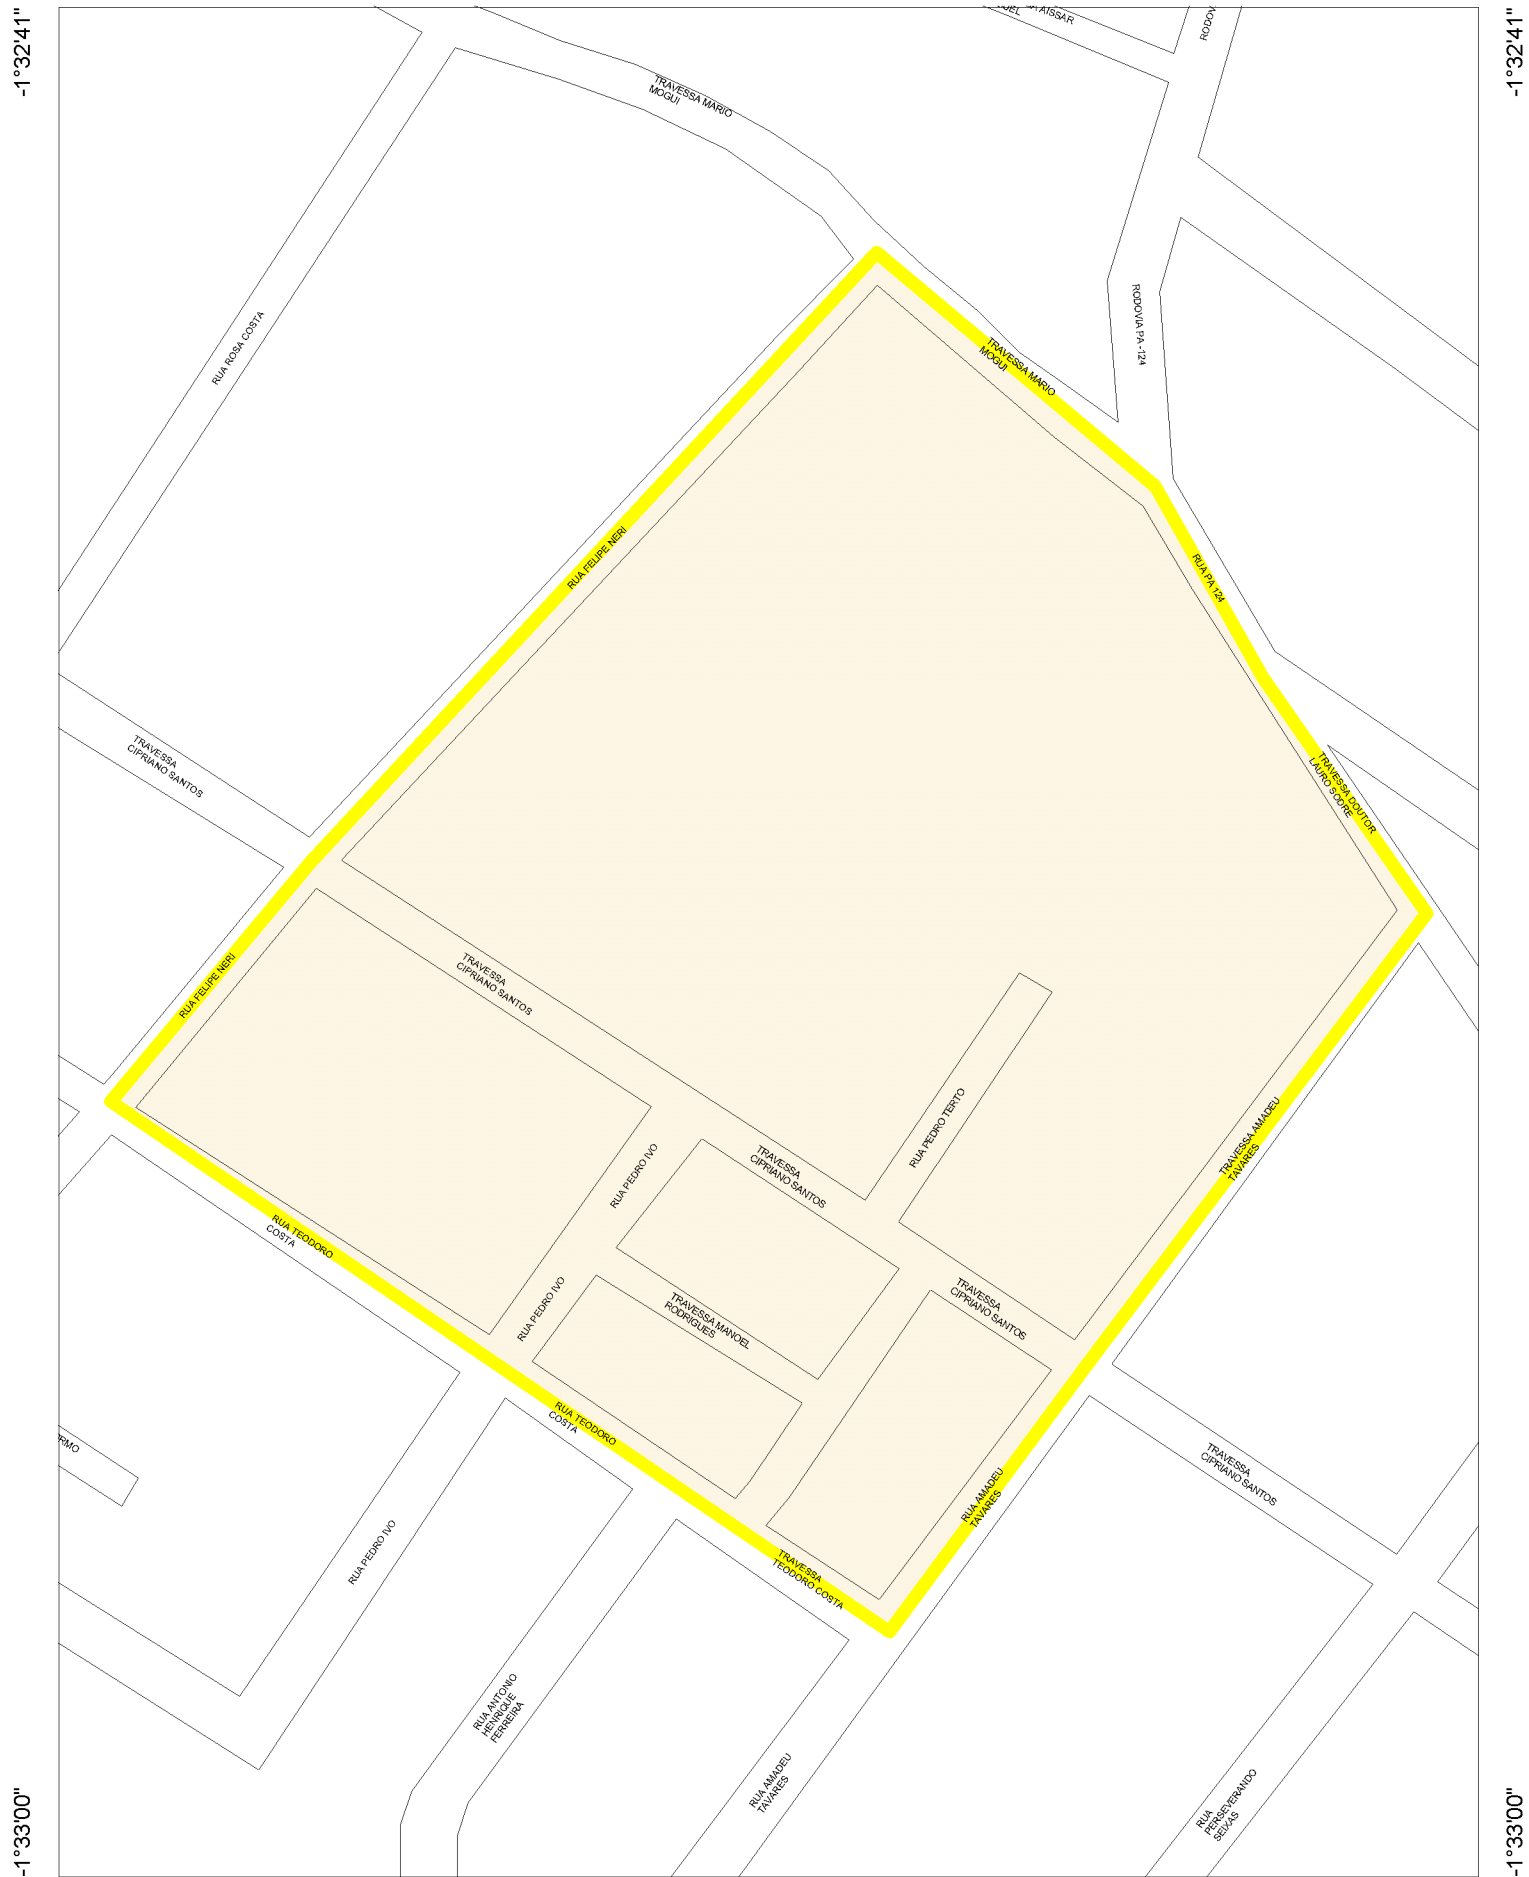 -1°32'41"
-1°32'41"
AISSAR
TRAVESSA MARIO
MOGUI
RODOVIA PA -124
RUA ROSA COSTA
TRAVESSA MARIO
MOGUI
RUA FELIPE NERI
RUA PA 124
TRAVESSA
CIPRIANO SANTOS
TRAVESSA DOUTOR
LAURO SODRE
RUA FELIPE NERI
TRAVESSA
CIPRIANO SANTOS
RUA PEDRO TERTO
TRAVESSA AMADEU
TAVARES
RUA PEDRO IVO
TRAVESSA
CIPRIANO SANTOS
RUA TEODORO
COSTA
RUA PEDRO IVO
TRAVESSA MANOEL
RODRIGUES
TRAVESSA
CIPRIANO SANTOS
RUA TEODORO
COSTA
RUA AMADEU
TAVARES
TRAVESSA
CIPRIANO SANTOS
RUA PEDRO IVO
TRAVESSA
TEODORO COSTA
RUA ANTONIO
HENRIQUE
FERREIRA
RUA AMADEU
TAVARES
RUA
PERSEVERANDO
SEIXAS
-1°33'00"
-1°33'00"